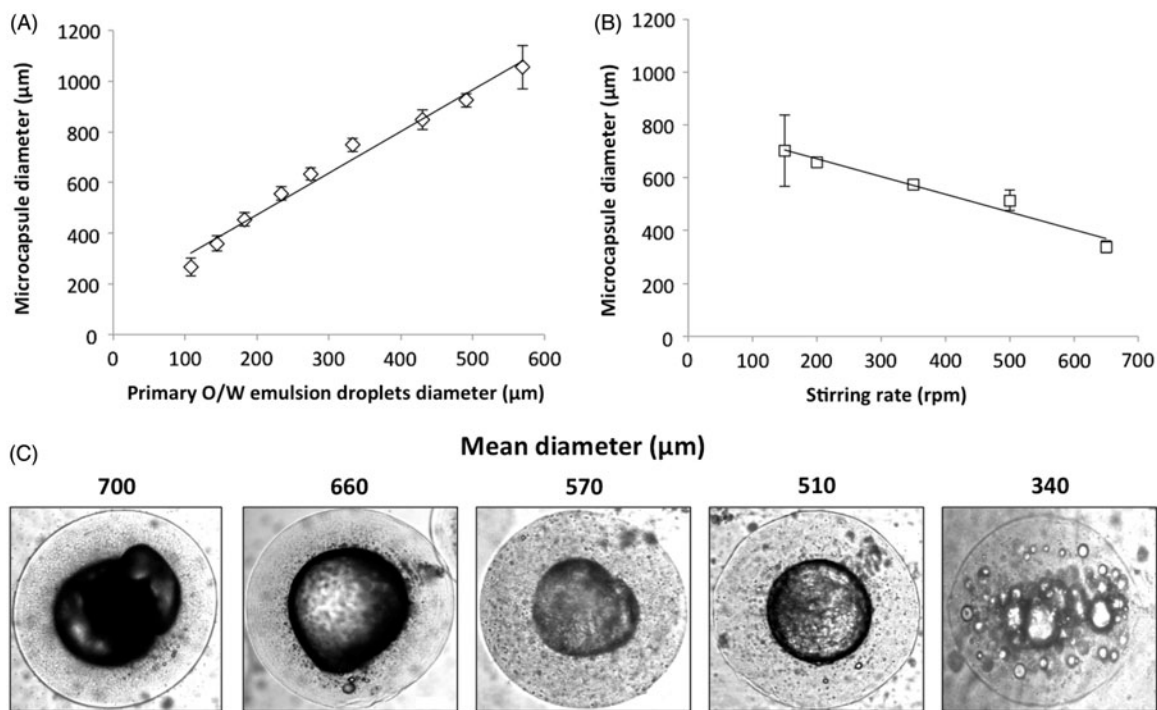 (A)
1200
1000
800
600
400
200
0
Microcapsule diameter (µm)
0 100 200 300 400 500 600
Primary O/W emulsion droplets diameter (µm)
(B)
1200
1000
800
600
400
200
0
Microcapsule diameter (µm)
0 100 200 300 400 500 600 700
Stirring rate (rpm)
(C)
Mean diameter (µm)
700 660 570 510 340